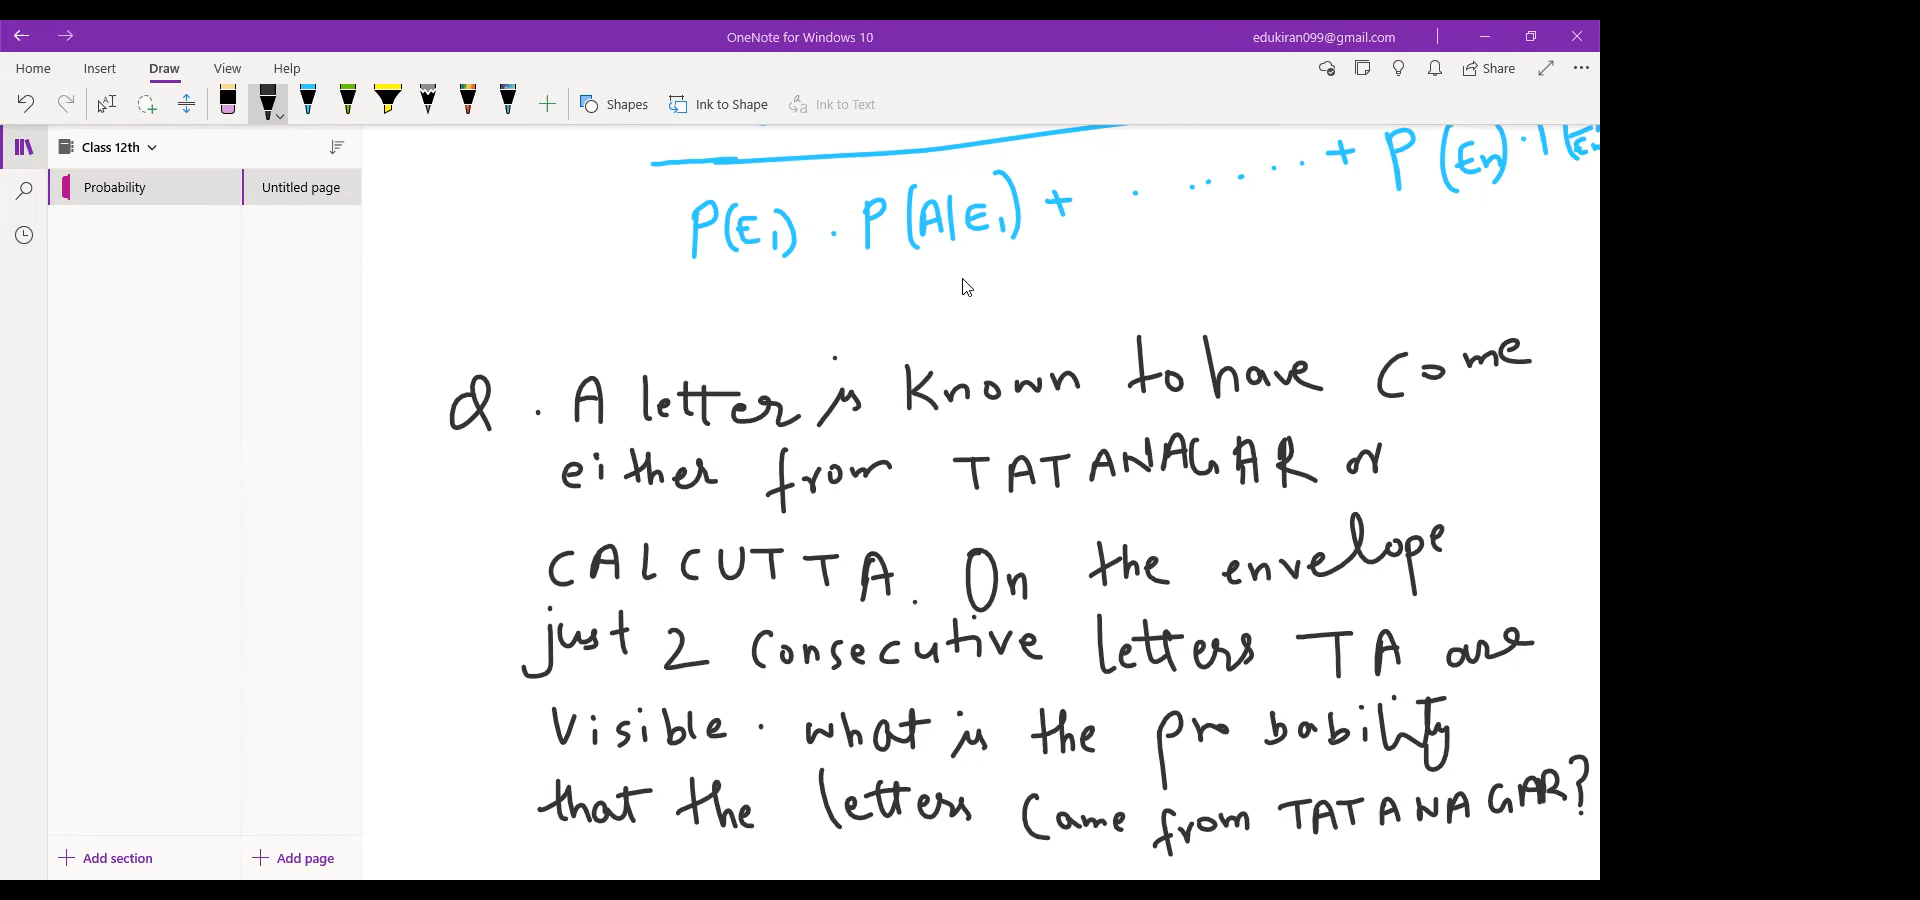 OneNote for Windows 10
edukiran099@gmail.com
Home Insert Draw View Help
Share
Shapes Ink to Shape Ink to Text
Class 12th
Probability
Untitled page
+ P(En) ·
P(E1) . P(A|E1) + . ..... .
Q . A letter is known to have come
either from TATANAGAR or
CALCUTTA. On the envelope
just 2 consecutive letters TA are
visible . what is the probability
that the letters came from TATANAGAR?
Add section
Add page